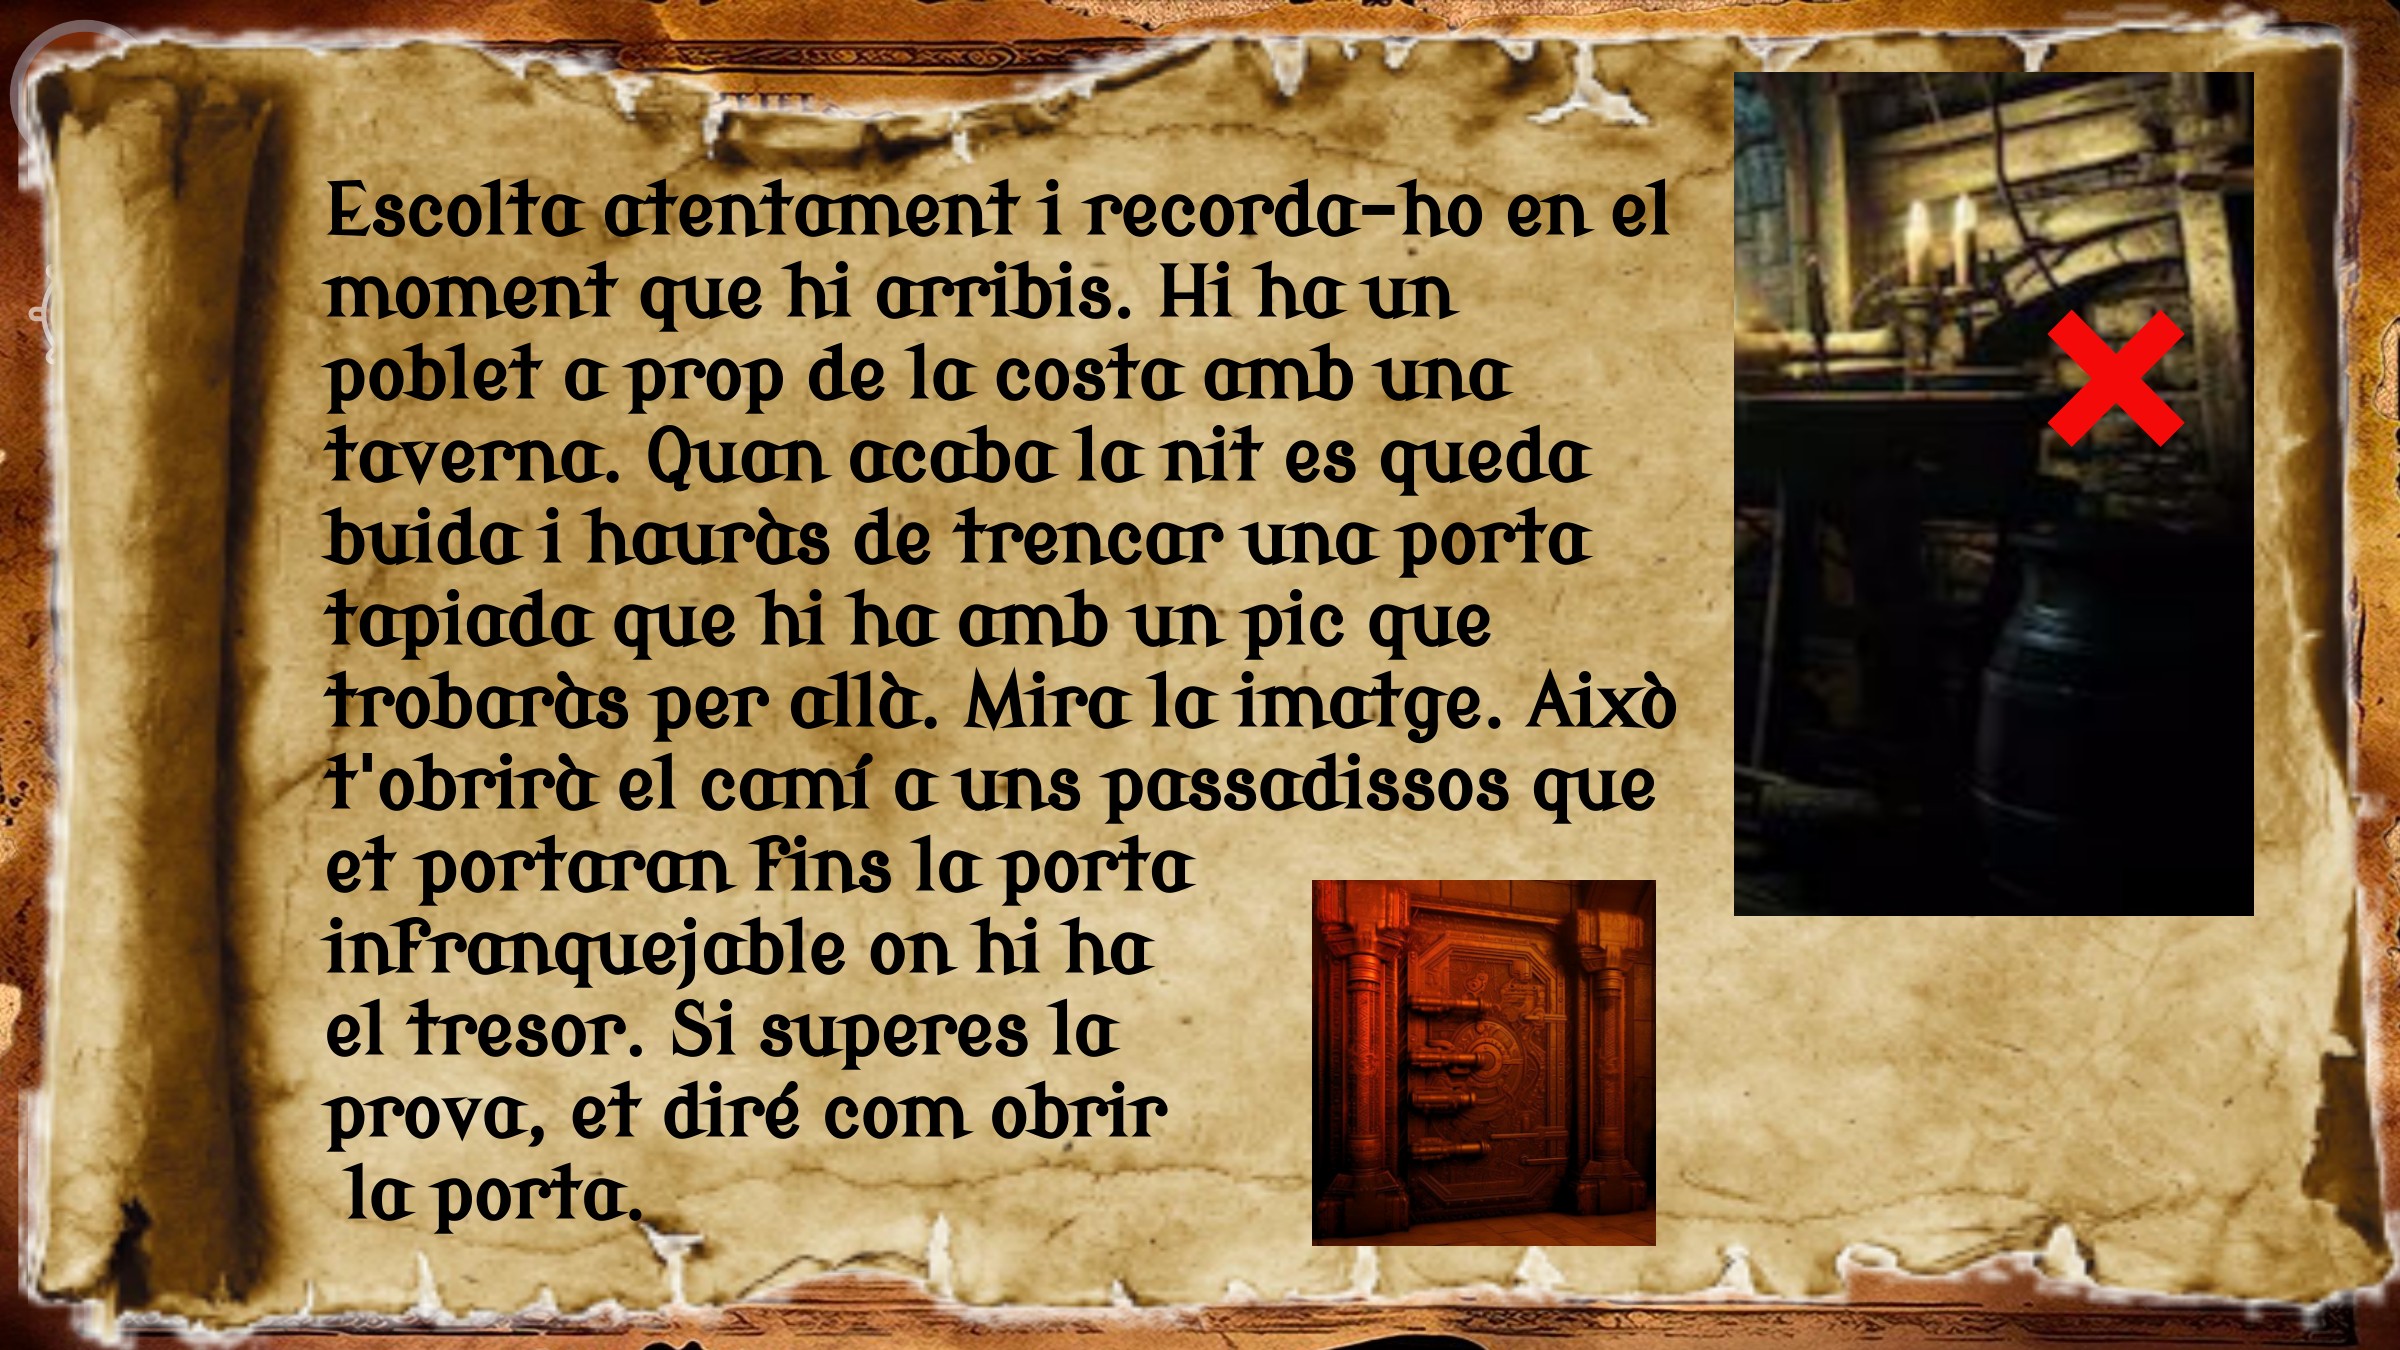 Escolta atentament i recorda-ho en el
moment que hi arribis. Hi ha un
poblet a prop de la costa amb una
taverna. Quan acaba la nit es queda
buida i hauràs de trencar una porta
tapiada que hi ha amb un pic que
trobaràs per allà. Mira la imatge. Això
t'obrirà el camí a uns passadissos que
et portaran fins la porta
infranquejable on hi ha
el tresor. Si superes la
prova, et diré com obrir
la porta.